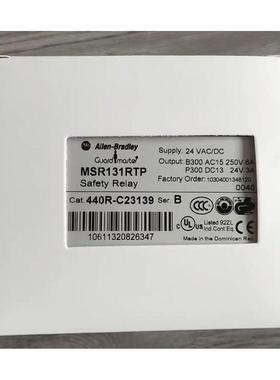 Allen-Bradley
Guardmaster
MSR131RTP
Safety Relay
Supply: 24 VAC/DC
Output: B300 AC15 250V 6A
P300 DC13 24V 3A
Factory Order: 10304001348120
0040
Cat. 440R-C23139 Ser. B
Listed 92ZL
Ind.Cont Eq.
10611320826347
Made in the Dominican Rep.